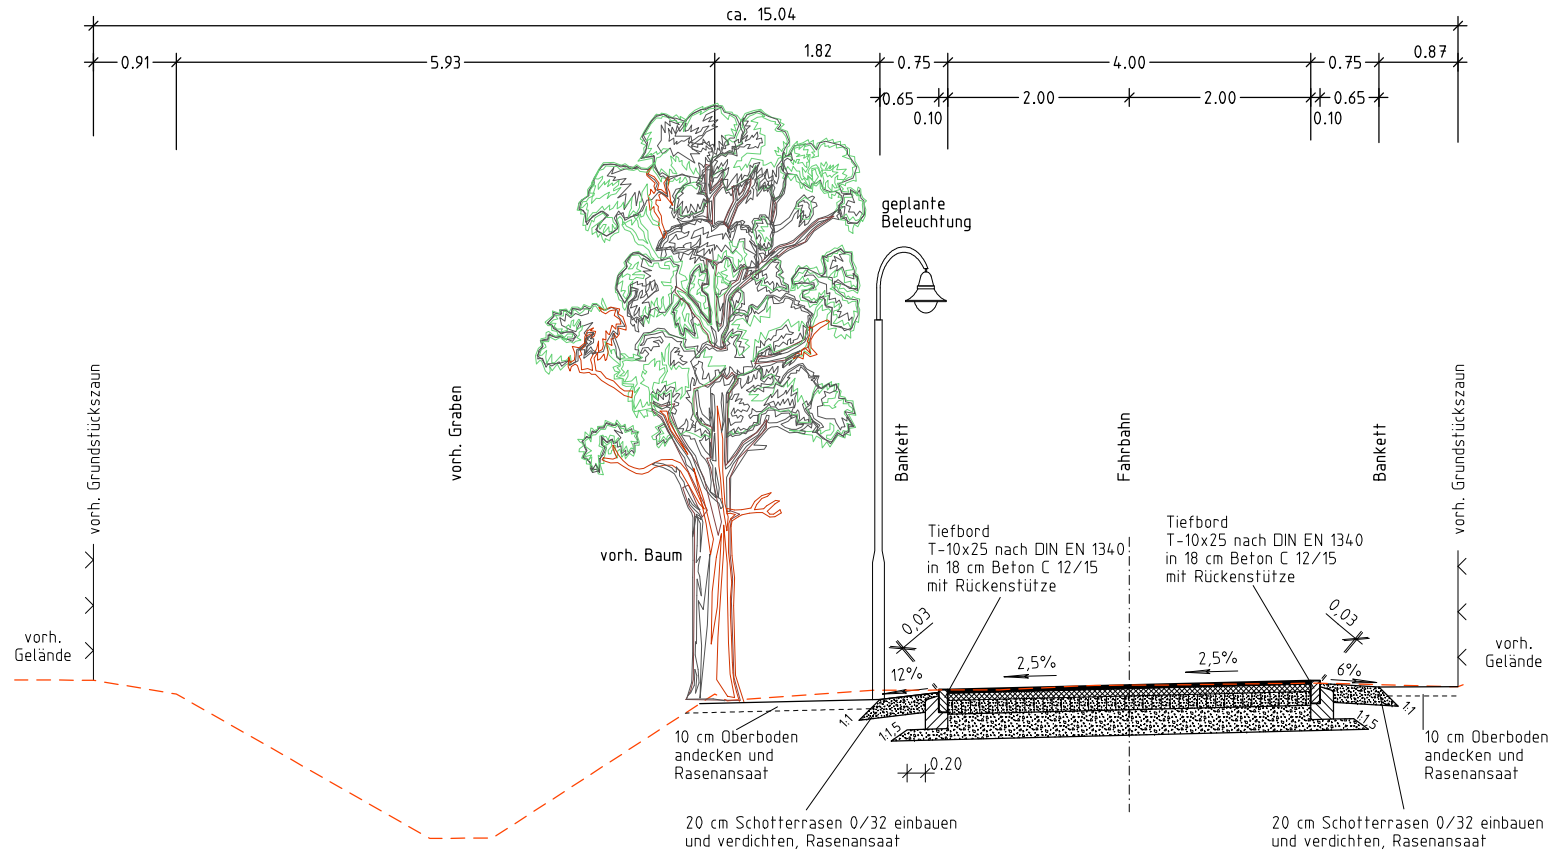 ca. 15.04
0.91
5.93
1.82
0.75
4.00
0.75
0.87
0.65
2.00
2.00
0.65
0.10
0.10
geplante
Beleuchtung
vorh. Grundstückszaun
vorh. Graben
Bankett
Fahrbahn
Bankett
vorh. Grundstückszaun
vorh. Baum
Tiefbord
T-10x25 nach DIN EN 1340
in 18 cm Beton C 12/15
mit Rückenstütze
Tiefbord
T-10x25 nach DIN EN 1340
in 18 cm Beton C 12/15
mit Rückenstütze
0,03
0,03
vorh.
Gelände
vorh.
Gelände
12%
2,5%
2,5%
6%
1:1
1:1.5
1:1.5
1:1
10 cm Oberboden
andecken und
Rasenansaat
10 cm Oberboden
andecken und
Rasenansaat
0.20
20 cm Schotterrasen 0/32 einbauen
und verdichten, Rasenansaat
20 cm Schotterrasen 0/32 einbauen
und verdichten, Rasenansaat